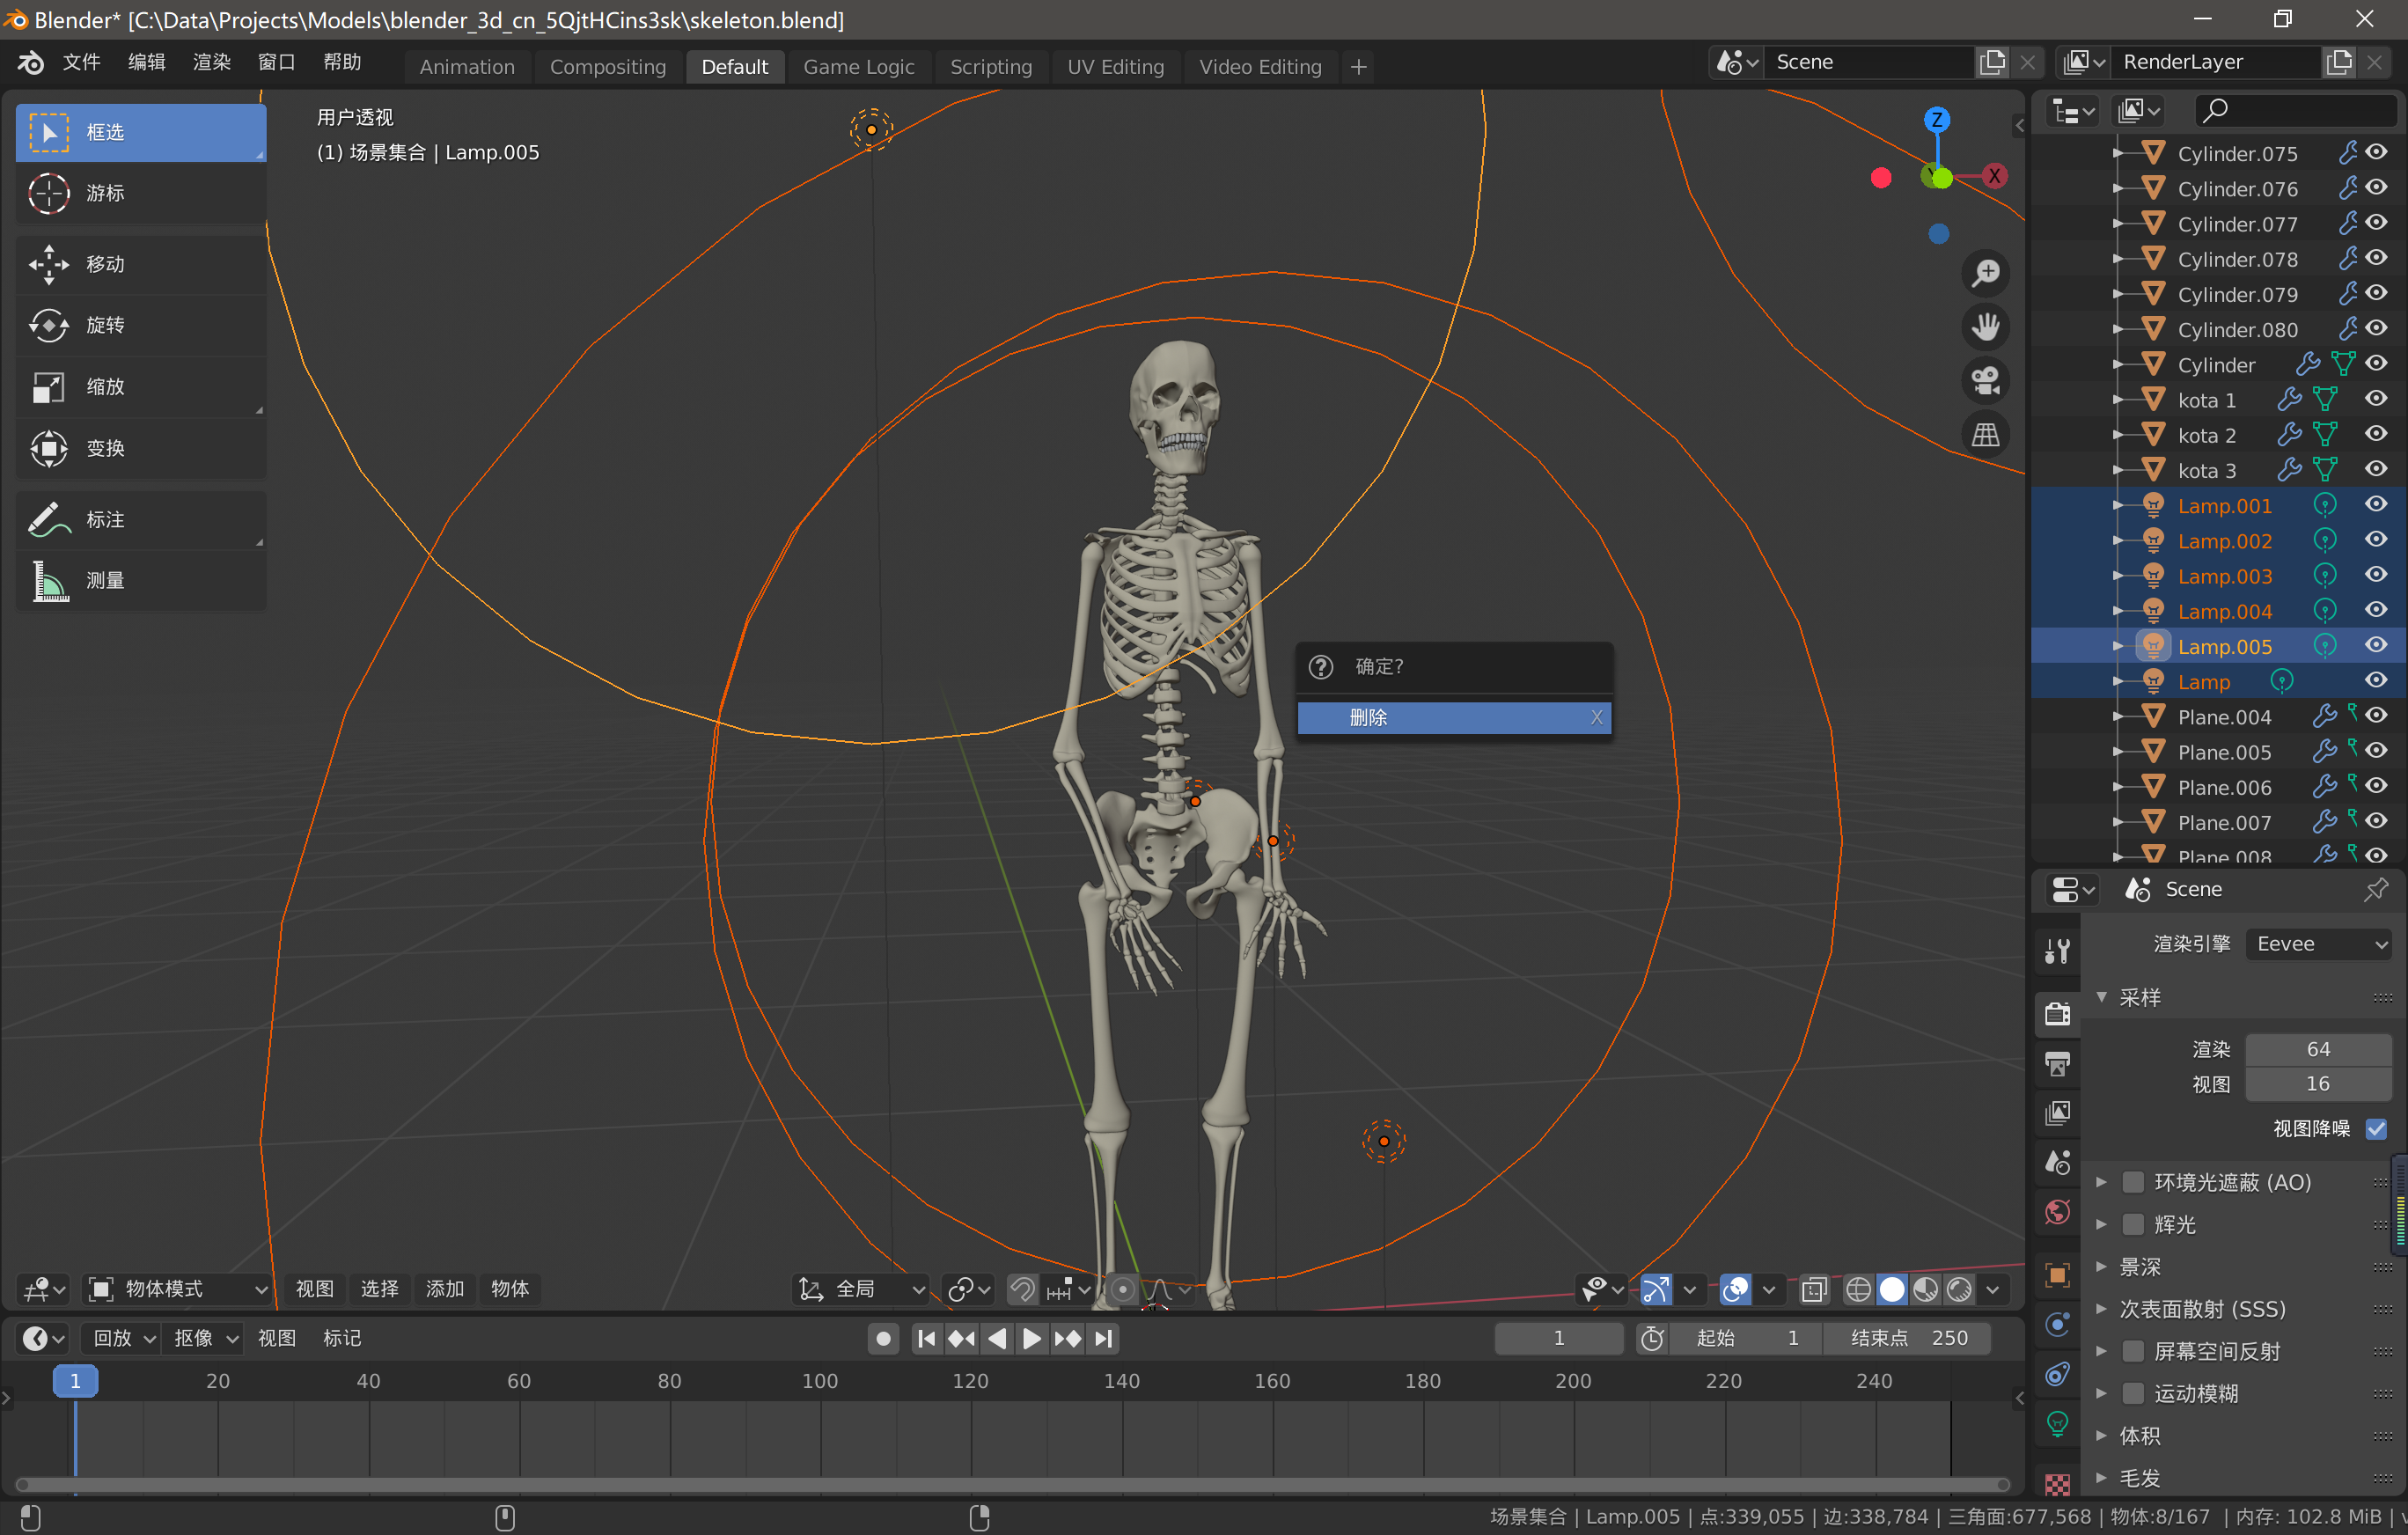 Blender* [C:\Data\Projects\Models\blender_3d_cn_5QjtHCins3sk\skeleton.blend]
文件 编辑 渲染 窗口 帮助 Animation Compositing Default Game Logic Scripting UV Editing Video Editing + Scene RenderLayer
框选
游标
移动
旋转
缩放
变换
标注
测量
用户透视
(1) 场景集合 | Lamp.005
Z
Y
X
确定?
删除 X
Cylinder.075
Cylinder.076
Cylinder.077
Cylinder.078
Cylinder.079
Cylinder.080
Cylinder
kota 1
kota 2
kota 3
Lamp.001
Lamp.002
Lamp.003
Lamp.004
Lamp.005
Lamp
Plane.004
Plane.005
Plane.006
Plane.007
Plane.008
Scene
渲染引擎 Eevee
采样
渲染 64
视图 16
视图降噪
环境光遮蔽 (AO)
辉光
景深
次表面散射 (SSS)
屏幕空间反射
运动模糊
体积
毛发
物体模式 视图 选择 添加 物体 全局
回放 抠像 视图 标记 1 起始 1 结束点 250
1 20 40 60 80 100 120 140 160 180 200 220 240
场景集合 | Lamp.005 | 点:339,055 | 边:338,784 | 三角面:677,568 | 物体:8/167 | 内存: 102.8 MiB |